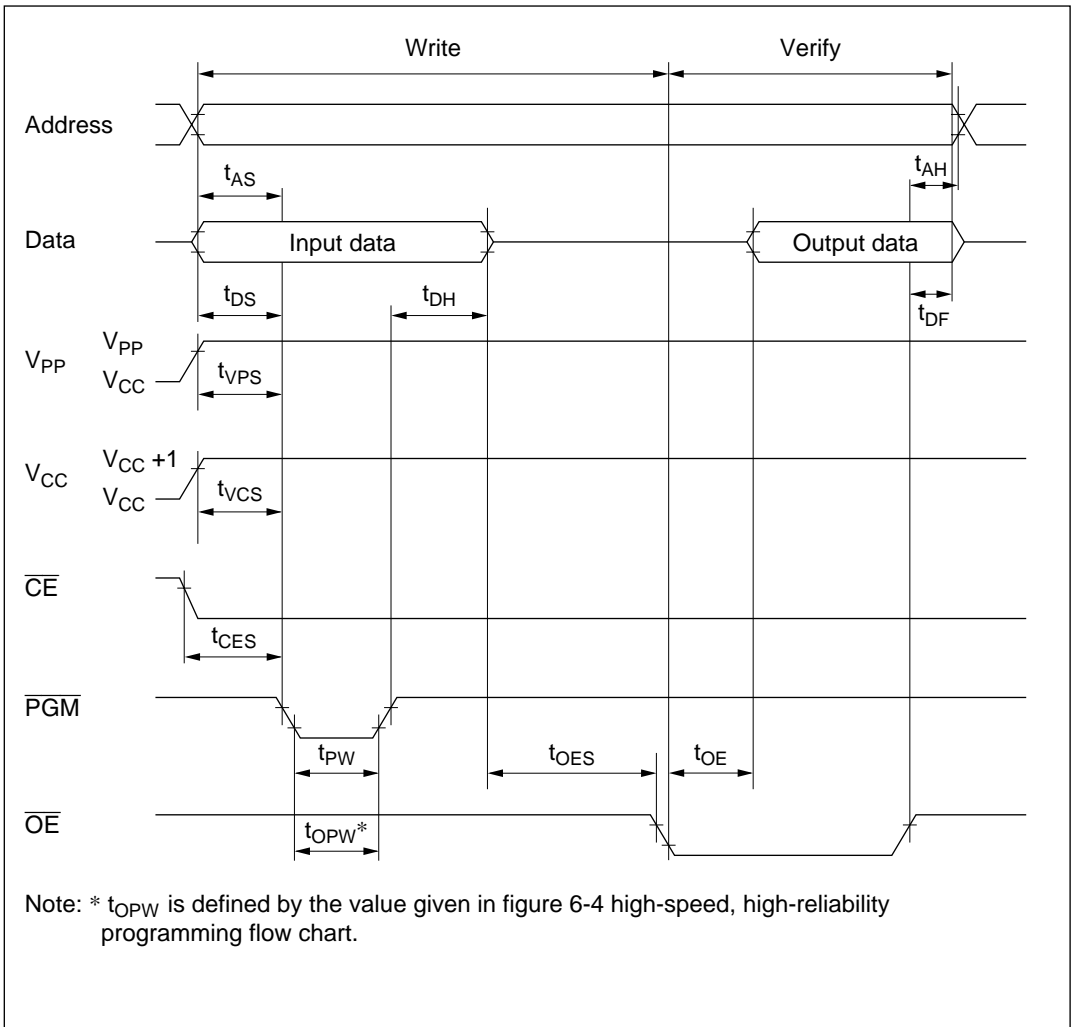 Write Verify
Address
tAS
tAH
Data
Input data
Output data
tDS
tDH
tDF
VPP
VPP
VCC
tVPS
VCC
VCC +1
VCC
tVCS
CE
tCES
PGM
tPW
tOES
tOE
OE
tOPW*
Note: * tOPW is defined by the value given in figure 6-4 high-speed, high-reliability
programming flow chart.